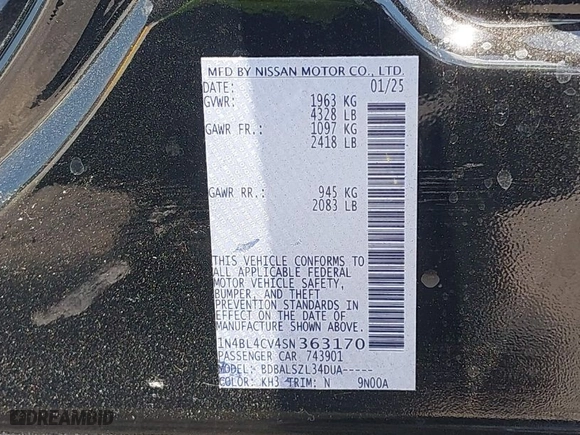 MFD BY NISSAN MOTOR CO., LTD.
DATE: 01/25
GVWR: 1963 KG
4328 LB
GAWR FR.: 1097 KG
2418 LB
GAWR RR.: 945 KG
2083 LB
THIS VEHICLE CONFORMS TO
ALL APPLICABLE FEDERAL
MOTOR VEHICLE SAFETY,
BUMPER, AND THEFT
PREVENTION STANDARDS IN
EFFECT ON THE DATE OF
MANUFACTURE SHOWN ABOVE.
1N4BL4CV4SN363170
PASSENGER CAR 743901
MODEL: BDBALSZL34DUA-----
COLOR: KH3 TRIM: N 9N00A
DREAMBID